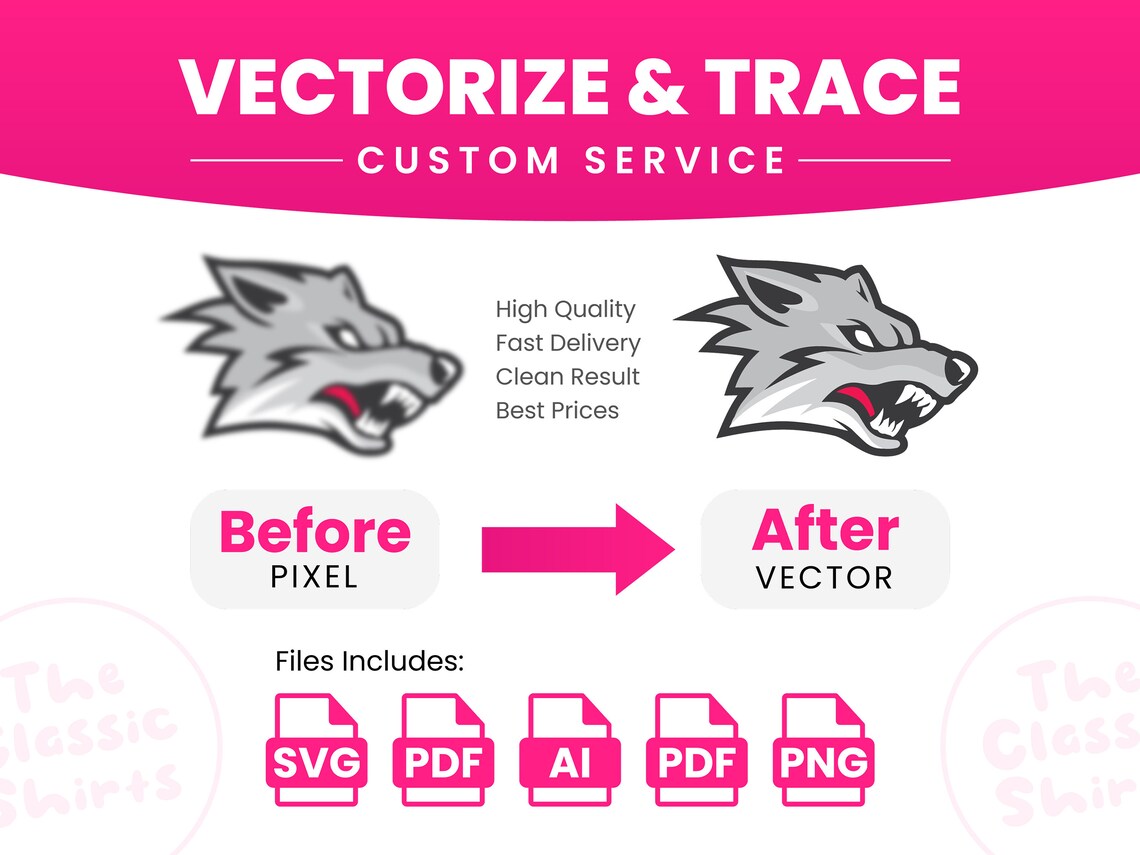 VECTORIZE & TRACE
CUSTOM SERVICE
High Quality
Fast Delivery
Clean Result
Best Prices
Before
PIXEL
After
VECTOR
Files Includes:
SVG
PDF
AI
PDF
PNG
The
Classic
Shirts
The
Class
Shir